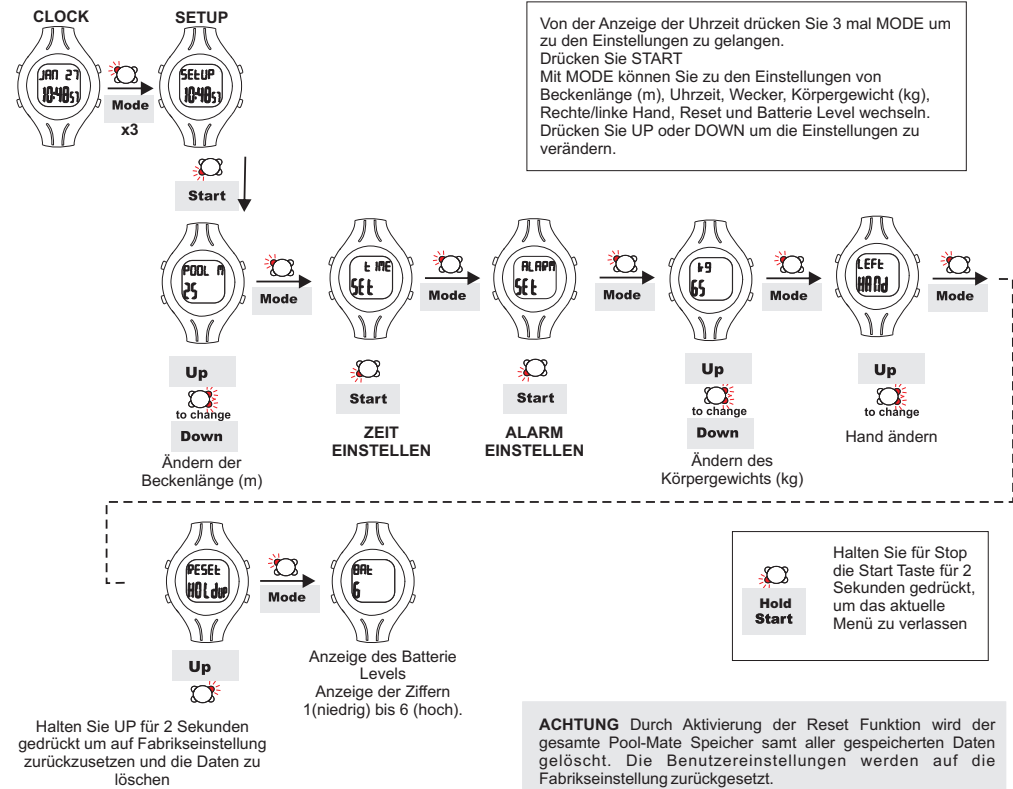 CLOCK
SETUP
Von der Anzeige der Uhrzeit drücken Sie 3 mal MODE um
zu den Einstellungen zu gelangen.
Drücken Sie START
Mit MODE können Sie zu den Einstellungen von
Beckenlänge (m), Uhrzeit, Wecker, Körpergewicht (kg),
Rechte/linke Hand, Reset und Batterie Level wechseln.
Drücken Sie UP oder DOWN um die Einstellungen zu
verändern.
JAN 27
10:48 57
Mode
x3
SEtUP
10:48 57
Start
POOL M
25
Mode
tIME
SEt
Mode
ALARM
SEt
Mode
kg
65
Mode
LEFt
HANd
Mode
Up
to change
Down
Ändern der
Beckenlänge (m)
Start
ZEIT
EINSTELLEN
Start
ALARM
EINSTELLEN
Up
to change
Down
Ändern des
Körpergewichts (kg)
Up
to change
Hand ändern
RESEt
HOLdup
Mode
BAt
6
Up
Halten Sie UP für 2 Sekunden
gedrückt um auf Fabrikseinstellung
zurückzusetzen und die Daten zu
löschen
Anzeige des Batterie
Levels
Anzeige der Ziffern
1(niedrig) bis 6 (hoch).
Hold
Start
Halten Sie für Stop
die Start Taste für 2
Sekunden gedrückt,
um das aktuelle
Menü zu verlassen
ACHTUNG Durch Aktivierung der Reset Funktion wird der
gesamte Pool-Mate Speicher samt aller gespeicherten Daten
gelöscht. Die Benutzereinstellungen werden auf die
Fabrikseinstellung zurückgesetzt.